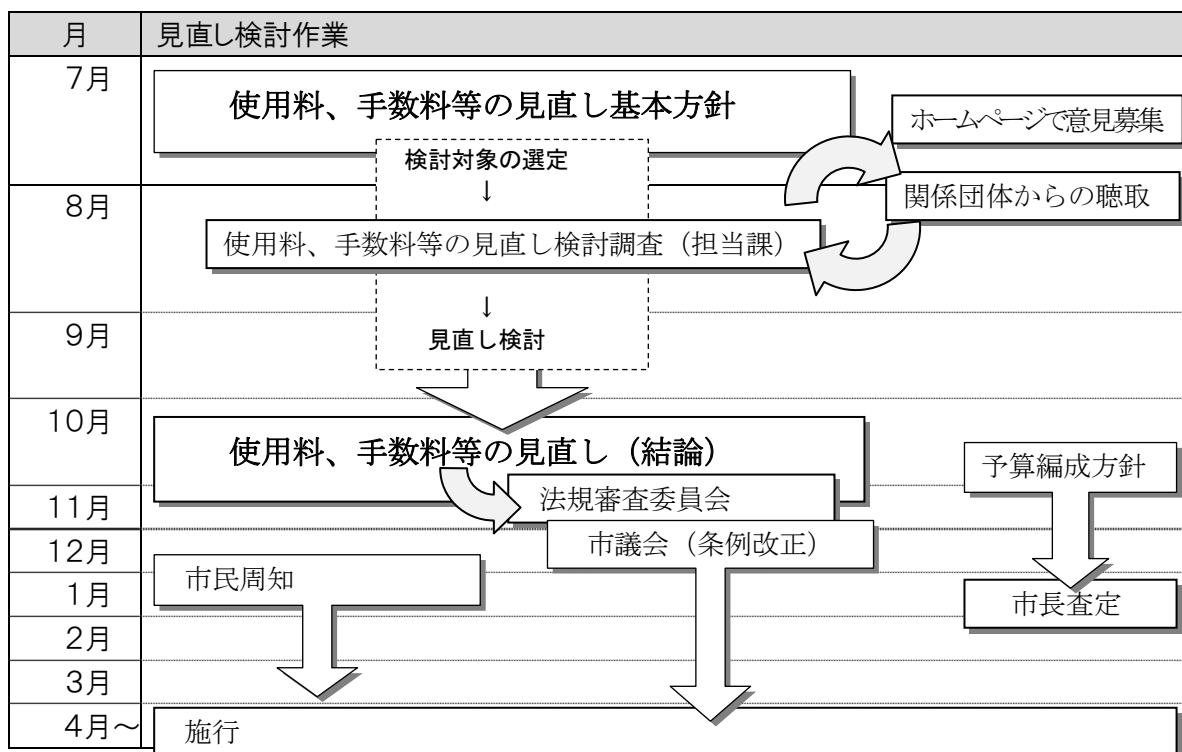 月 見直し検討作業
7月
使用料、手数料等の見直し基本方針
ホームページで意見募集
検討対象の選定
↓
関係団体からの聴取
8月
使用料、手数料等の見直し検討調査（担当課）
↓
9月
見直し検討
10月
使用料、手数料等の見直し（結論）
予算編成方針
11月
法規審査委員会
市議会（条例改正）
12月
市民周知
1月
市長査定
2月
3月
4月～
施行